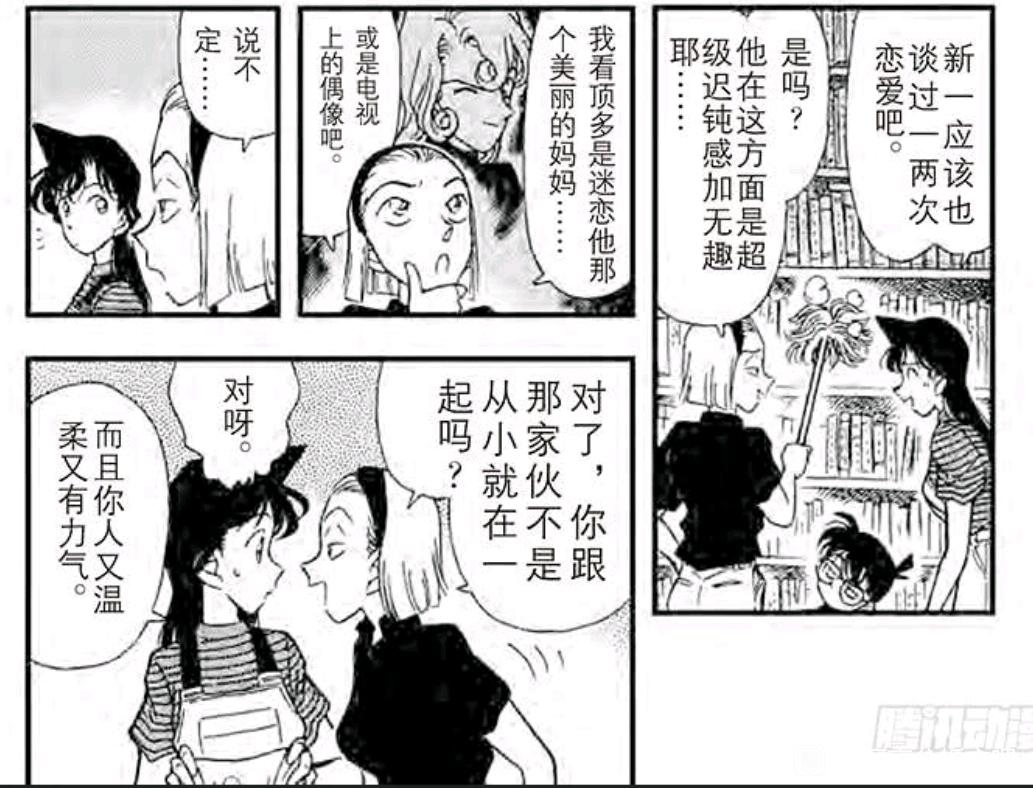 新一应该也
谈过一两次
恋爱吧。
是吗？
他在这方面是超
级迟钝感加无趣
耶……
我看顶多是迷恋他那
个美丽的妈妈……
或是电视
上的偶像吧。
说不
定……
对了，你跟
那家伙不是
从小就在一
起吗？
对呀。
而且你人又温
柔又有力气。
腾讯动漫